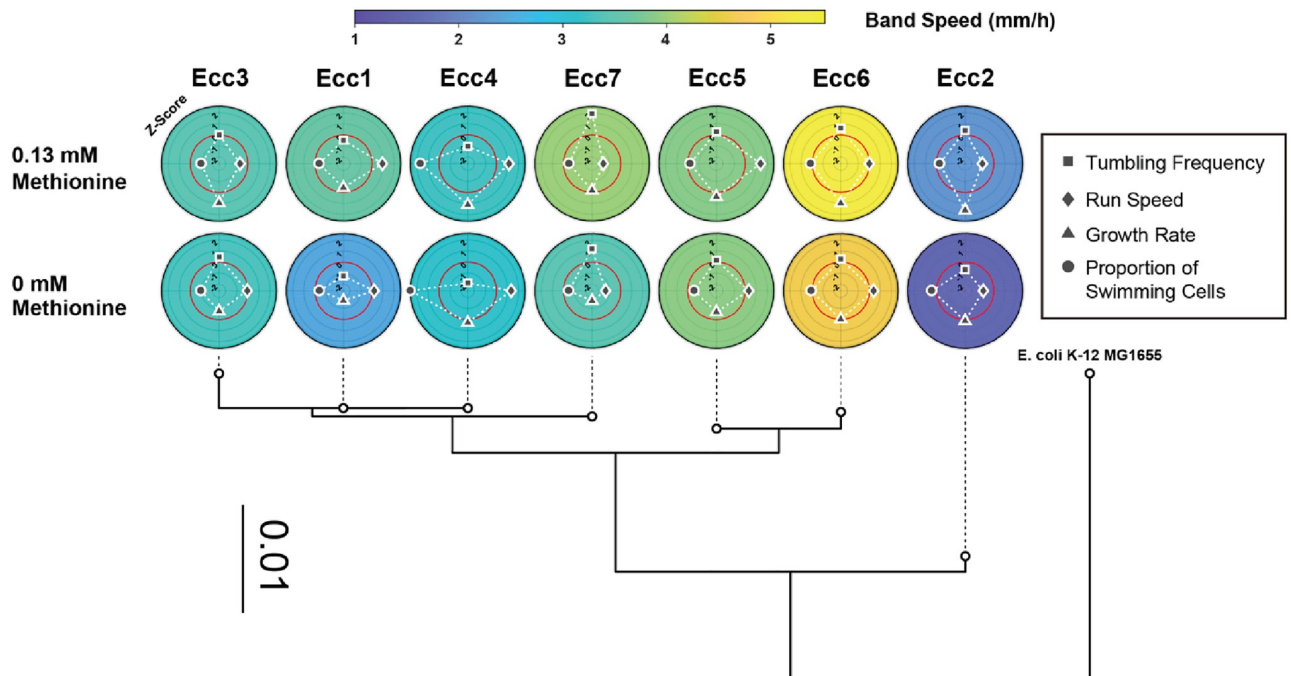 Band Speed (mm/h)
1 2 3 4 5
Ecc3 Ecc1 Ecc4 Ecc7 Ecc5 Ecc6 Ecc2
Z-Score
0.13 mM
Methionine
0 mM
Methionine
Tumbling Frequency
Run Speed
Growth Rate
Proportion of
Swimming Cells
E. coli K-12 MG1655
0.01